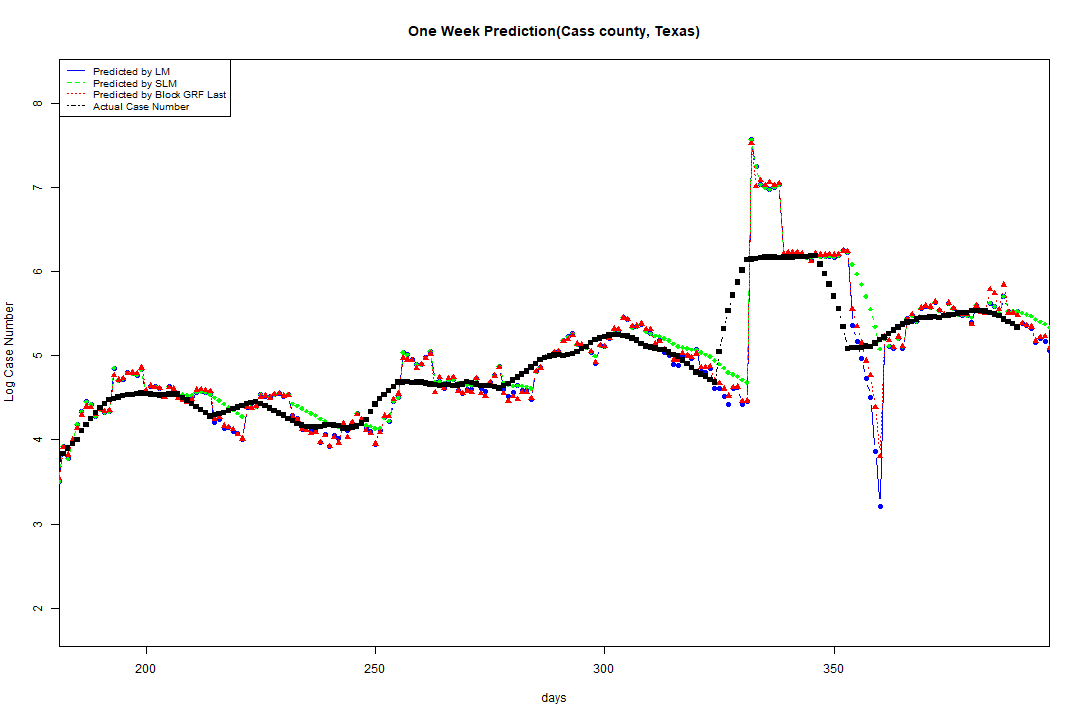 One Week Prediction(Cass county, Texas)
Predicted by LM
Predicted by SLM
Predicted by Block GRF Last
Actual Case Number
8
7
6
5
4
3
2
Log Case Number
200 250 300 350
days